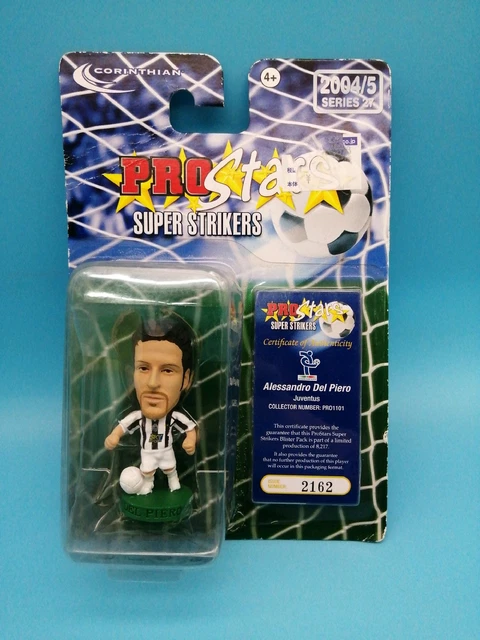 CORINTHIAN
4+
2004/5
SERIES 27
PROStars
SUPER STRIKERS
PROStars
SUPER STRIKERS
Certificate of Authenticity
Alessandro Del Piero
Juventus
COLLECTOR NUMBER: PRO1101
This certificate provides the
guarantee that this ProStars Super
Strikers Blister Pack is part of a limited
production of 8,217.
It also provides the guarantee
that no further production of this player
will occur in this packaging format.
ISSUE
NUMBER
2162
DEL PIERO